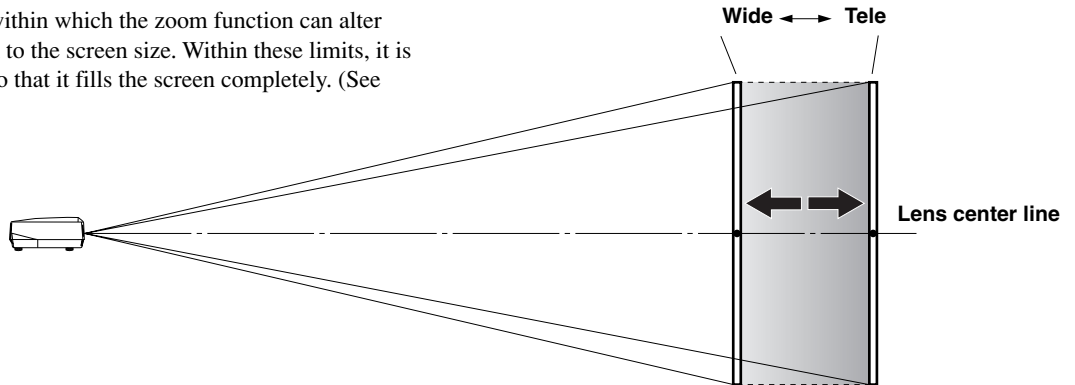 within which the zoom function can alter
to the screen size. Within these limits, it is
o that it fills the screen completely. (See
Wide Tele
Lens center line